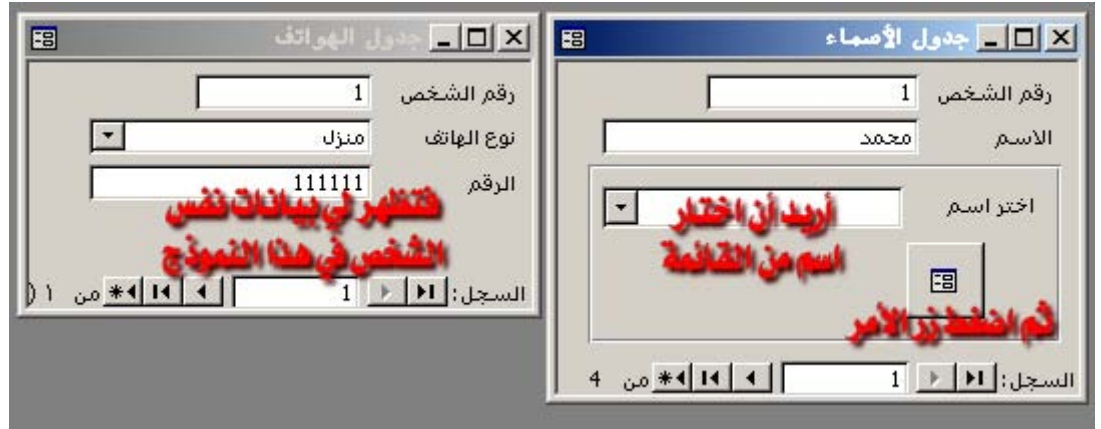 جدول الأسماء
رقم الشخص 1
الاسم محمد
اختر اسم
أريد أن اختار
اسم من القائمة
ثم اضغط زر الأمر
السجل: 1 من 4
جدول الهواتف
رقم الشخص 1
نوع الهاتف منزل
الرقم 111111
فتظهر لي بيانات نفس
الشخص في هذا النموذج
السجل: 1 من ١ (